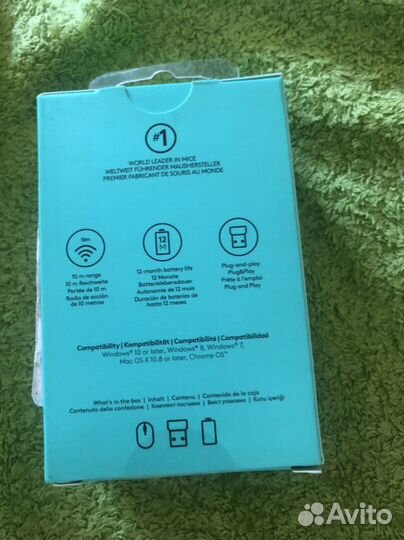 #1
WORLD LEADER IN MICE
WELTWEIT FÜHRENDER MAUSHERSTELLER
PREMIER FABRICANT DE SOURIS AU MONDE
10m
10 m range
10 m Reichweite
Portée de 10 m
Radio de acción
de 10 metros
12
M
12-month battery life
12 Monate
Batterielebensdauer
Autonomie de 12 mois
Duración de baterías de
hasta 12 meses
Plug-and-play
Plug&Play
Prête à l'emploi
Plug and Play
Compatibility | Kompatibilität | Compatibilité | Compatibilidad
Windows® 10 or later, Windows® 8, Windows® 7,
Mac OS X 10.8 or later, Chrome OS™
What's in the box | Inhalt | Contenu | Contenido de la caja
Contenuto della confezione | Комплект поставки | Вміст упаковки | Kutu içeriği
Avito